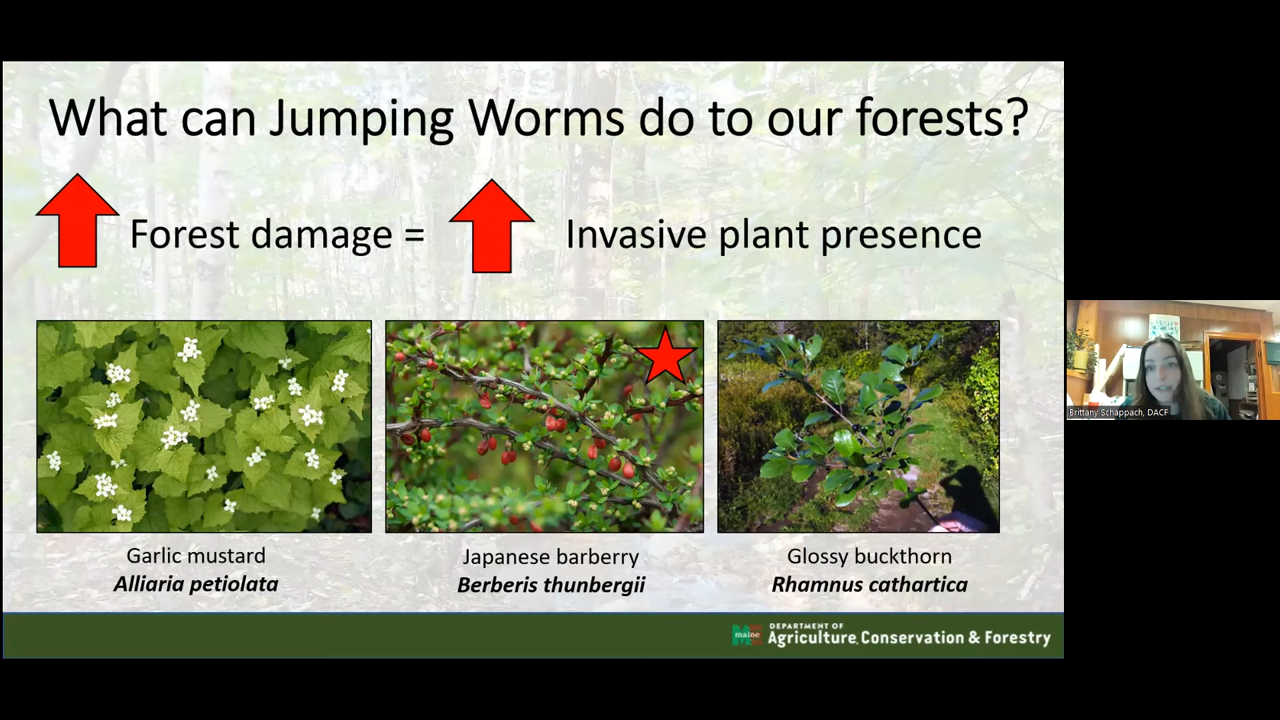 What can Jumping Worms do to our forests?
Forest damage =
Invasive plant presence
Garlic mustard
Alliaria petiolata
Japanese barberry
Berberis thunbergii
Glossy buckthorn
Rhamnus cathartica
maine
DEPARTMENT OF
Agriculture, Conservation & Forestry
Brittany Schappach, DACF